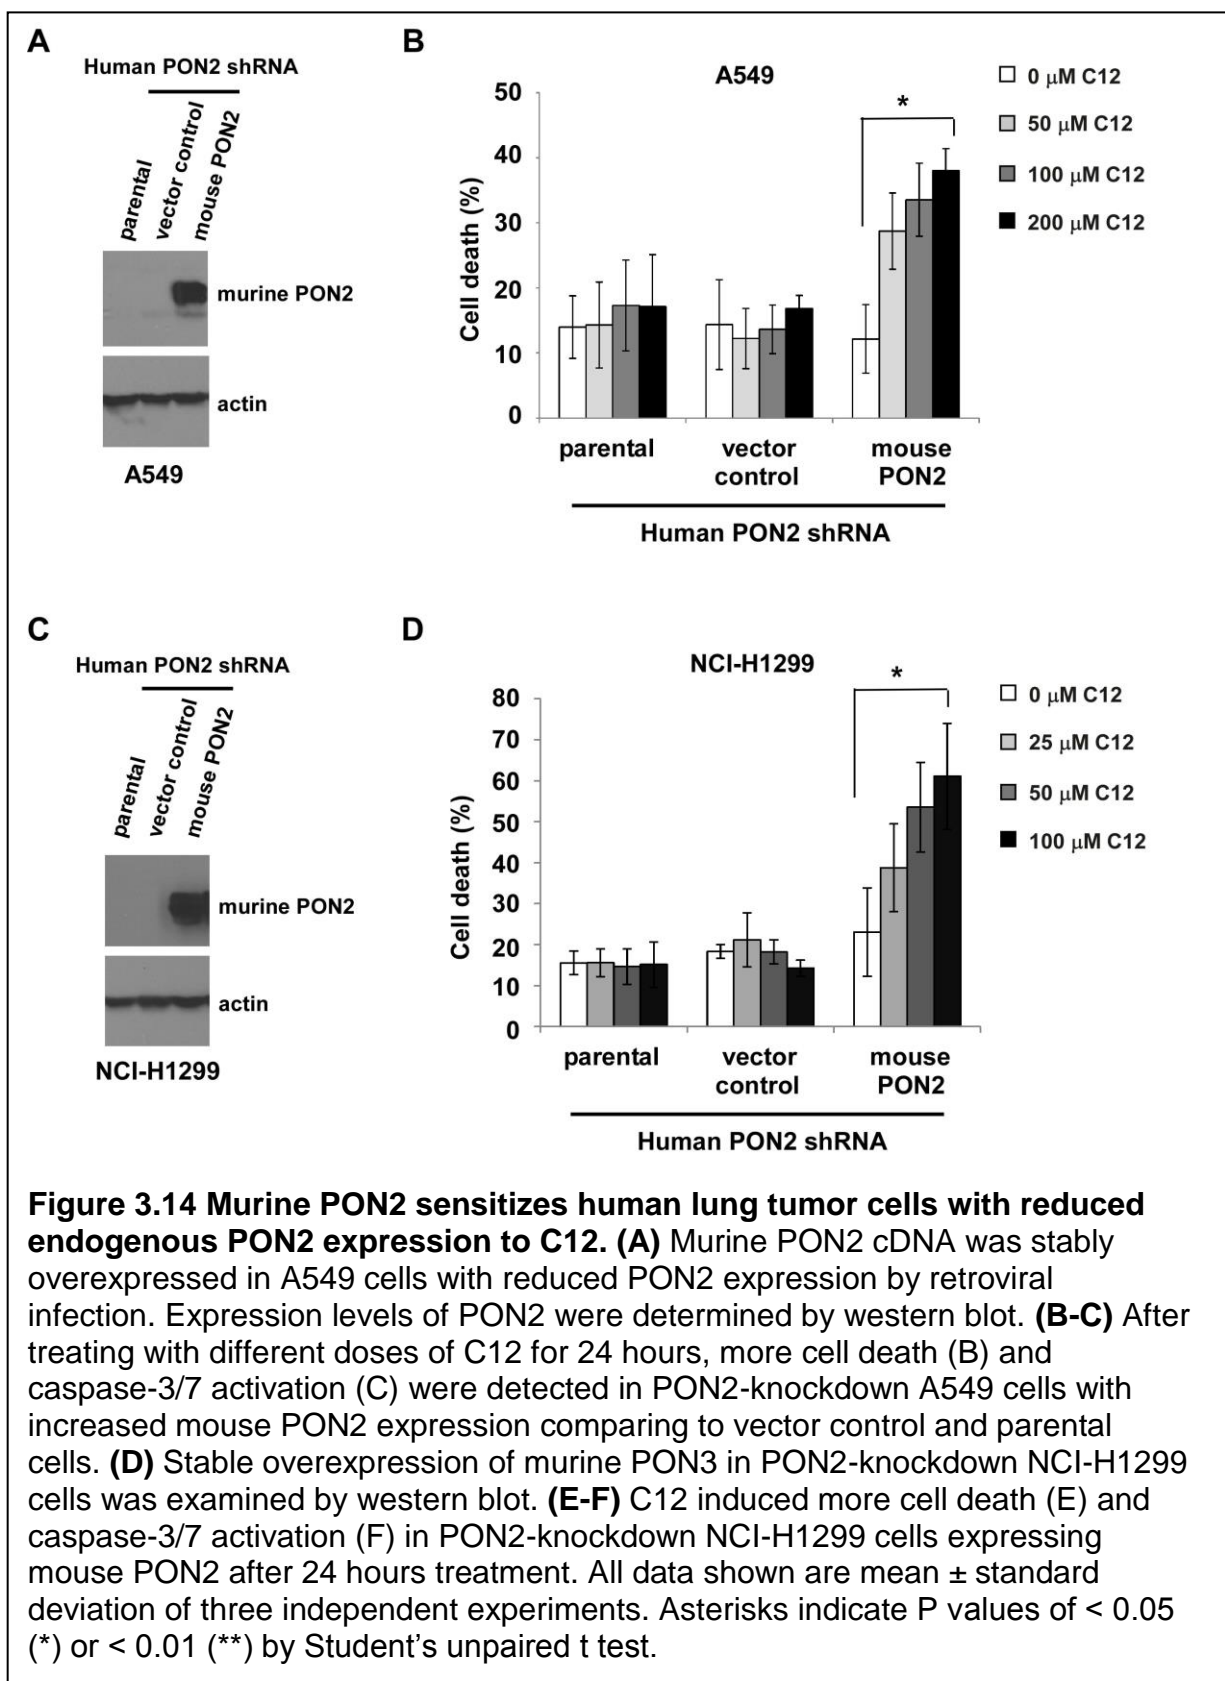 A
Human PON2 shRNA
parental
vector control
mouse PON2
murine PON2
actin
A549
B
A549
Cell death (%)
50
40
30
20
10
0
*
0 μM C12
50 μM C12
100 μM C12
200 μM C12
parental
vector
control
mouse
PON2
Human PON2 shRNA
C
Human PON2 shRNA
parental
vector control
mouse PON2
murine PON2
actin
NCI-H1299
D
NCI-H1299
Cell death (%)
80
70
60
50
40
30
20
10
0
*
0 μM C12
25 μM C12
50 μM C12
100 μM C12
parental
vector
control
mouse
PON2
Human PON2 shRNA
Figure 3.14 Murine PON2 sensitizes human lung tumor cells with reduced
endogenous PON2 expression to C12. (A) Murine PON2 cDNA was stably
overexpressed in A549 cells with reduced PON2 expression by retroviral
infection. Expression levels of PON2 were determined by western blot. (B-C) After
treating with different doses of C12 for 24 hours, more cell death (B) and
caspase-3/7 activation (C) were detected in PON2-knockdown A549 cells with
increased mouse PON2 expression comparing to vector control and parental
cells. (D) Stable overexpression of murine PON3 in PON2-knockdown NCI-H1299
cells was examined by western blot. (E-F) C12 induced more cell death (E) and
caspase-3/7 activation (F) in PON2-knockdown NCI-H1299 cells expressing
mouse PON2 after 24 hours treatment. All data shown are mean ± standard
deviation of three independent experiments. Asterisks indicate P values of < 0.05
(*) or < 0.01 (**) by Student's unpaired t test.